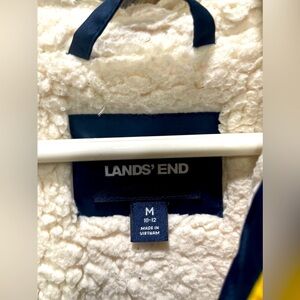 LANDS' END
M
10-12
MADE IN
VIETNAM